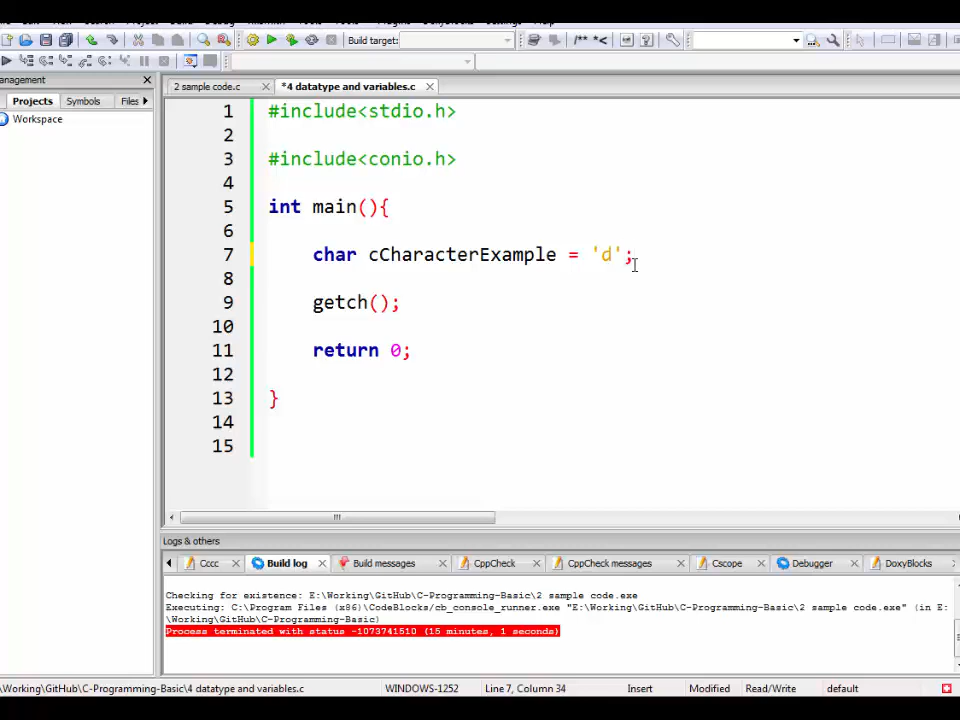 Build target:
anagement
2 sample code.c
*4 datatype and variables.c
Projects
Symbols
Files
Workspace
1 #include<stdio.h>
2
3 #include<conio.h>
4
5 int main(){
6
7 char cCharacterExample = 'd';
8
9 getch();
10
11 return 0;
12
13 }
14
15
Logs & others
Cccc
Build log
Build messages
CppCheck
CppCheck messages
Cscope
Debugger
DoxyBlocks
Checking for existence: E:\Working\GitHub\C-Programming-Basic\2 sample code.exe
Executing: C:\Program Files (x86)\CodeBlocks/cb_console_runner.exe "E:\Working\GitHub\C-Programming-Basic\2 sample code.exe" (in E:
\Working\GitHub\C-Programming-Basic)
Process terminated with status -1073741510 (15 minutes, 1 seconds)
\Working\GitHub\C-Programming-Basic\4 datatype and variables.c
WINDOWS-1252
Line 7, Column 34
Insert
Modified
Read/Write
default